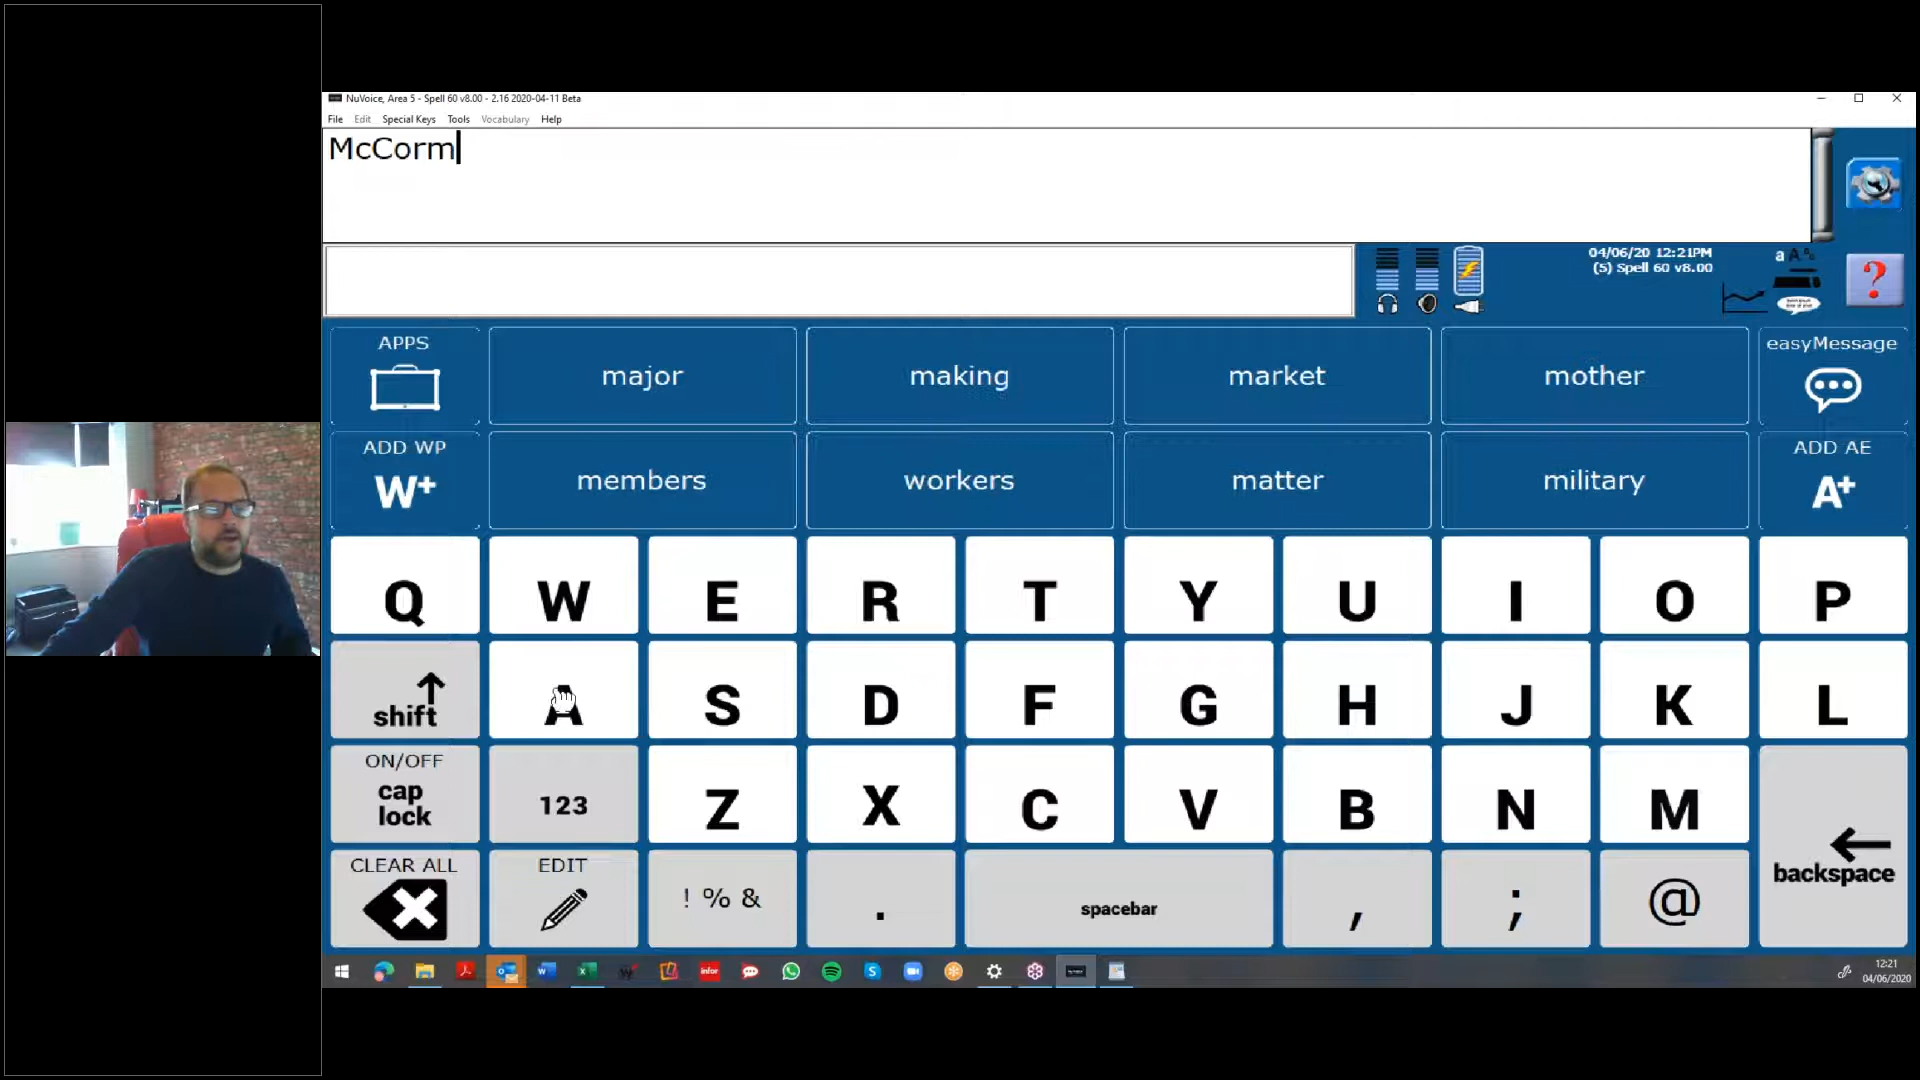 NuVoice, Area 5 - Spell 60 v8.00 - 2.16 2020-04-11 Beta
File Edit Special Keys Tools Vocabulary Help
McCorm
04/06/20 12:21PM
(5) Spell 60 v8.00
a A
?
APPS
major
making
market
mother
easyMessage
ADD WP
W+
members
workers
matter
military
ADD AE
A+
Q W E R T Y U I O P
shift A S D F G H J K L
ON/OFF
cap
lock
123 Z X C V B N M
backspace
CLEAR ALL
EDIT
! % & . spacebar , ; @
infor
12:21
04/06/2020